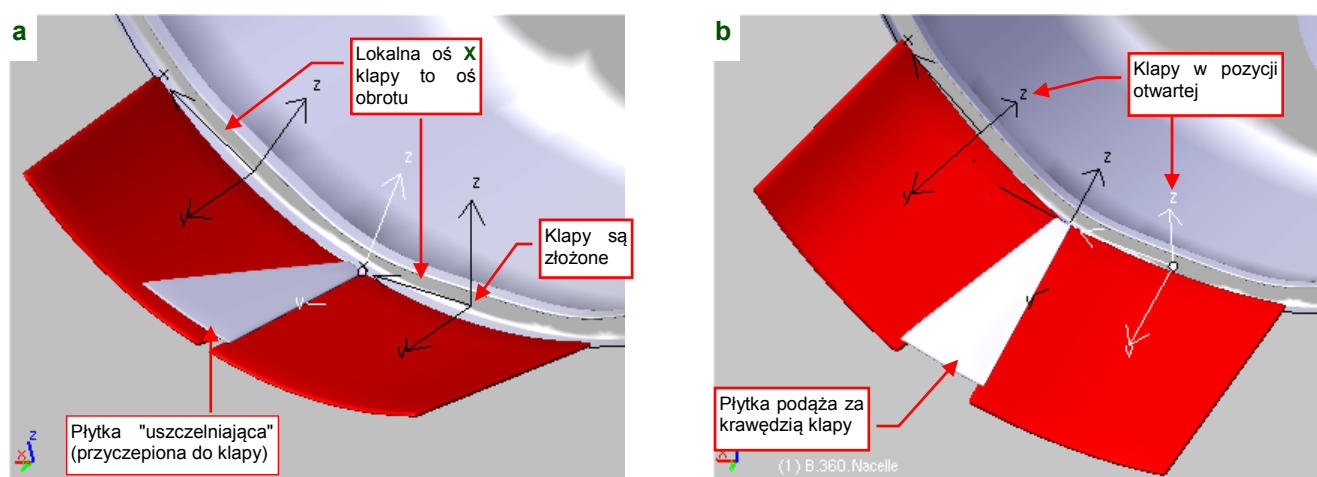 a
Lokalna oś X
klapy to oś
obrotu
x
z
z
z
Klapy są
złożone
x
y
y
y
Płytka "uszczelniająca"
(przyczepiona do klapy)
z
x
b
Klapy w pozycji
otwartej
x
z
z
z
y
y
Płytka podąża za
krawędzią klapy
x
(1) B.360.Nacelle